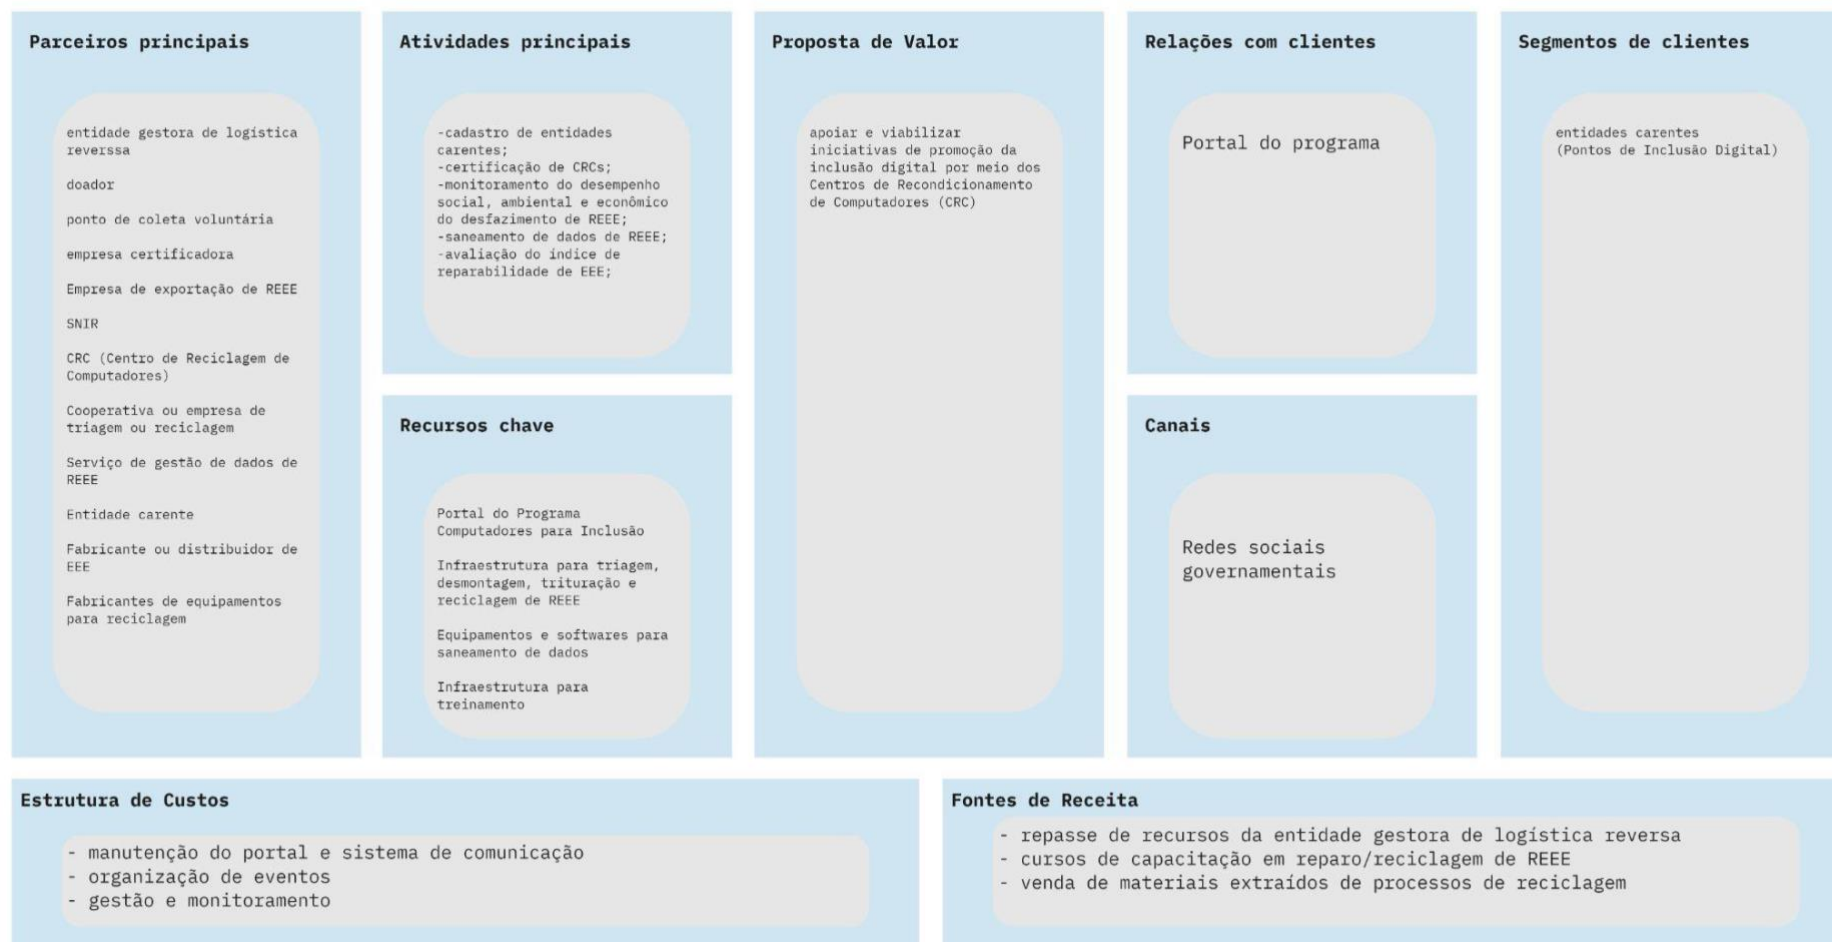 Parceiros principais
entidade gestora de logística
reverssa
doador
ponto de coleta voluntária
empresa certificadora
Empresa de exportação de REEE
SNIR
CRC (Centro de Reciclagem de
Computadores)
Cooperativa ou empresa de
triagem ou reciclagem
Serviço de gestão de dados de
REEE
Entidade carente
Fabricante ou distribuidor de
EEE
Fabricantes de equipamentos
para reciclagem
Atividades principais
-cadastro de entidades
carentes;
-certificação de CRCs;
-monitoramento do desempenho
social, ambiental e econômico
do desfazimento de REEE;
-saneamento de dados de REEE;
-avaliação do índice de
reparabilidade de EEE;
Recursos chave
Portal do Programa
Computadores para Inclusão
Infraestrutura para triagem,
desmontagem, trituração e
reciclagem de REEE
Equipamentos e softwares para
saneamento de dados
Infraestrutura para
treinamento
Proposta de Valor
apoiar e viabilizar
iniciativas de promoção da
inclusão digital por meio dos
Centros de Recondicionamento
de Computadores (CRC)
Relações com clientes
Portal do programa
Canais
Redes sociais
governamentais
Segmentos de clientes
entidades carentes
(Pontos de Inclusão Digital)
Estrutura de Custos
- manutenção do portal e sistema de comunicação
- organização de eventos
- gestão e monitoramento
Fontes de Receita
- repasse de recursos da entidade gestora de logística reversa
- cursos de capacitação em reparo/reciclagem de REEE
- venda de materiais extraídos de processos de reciclagem